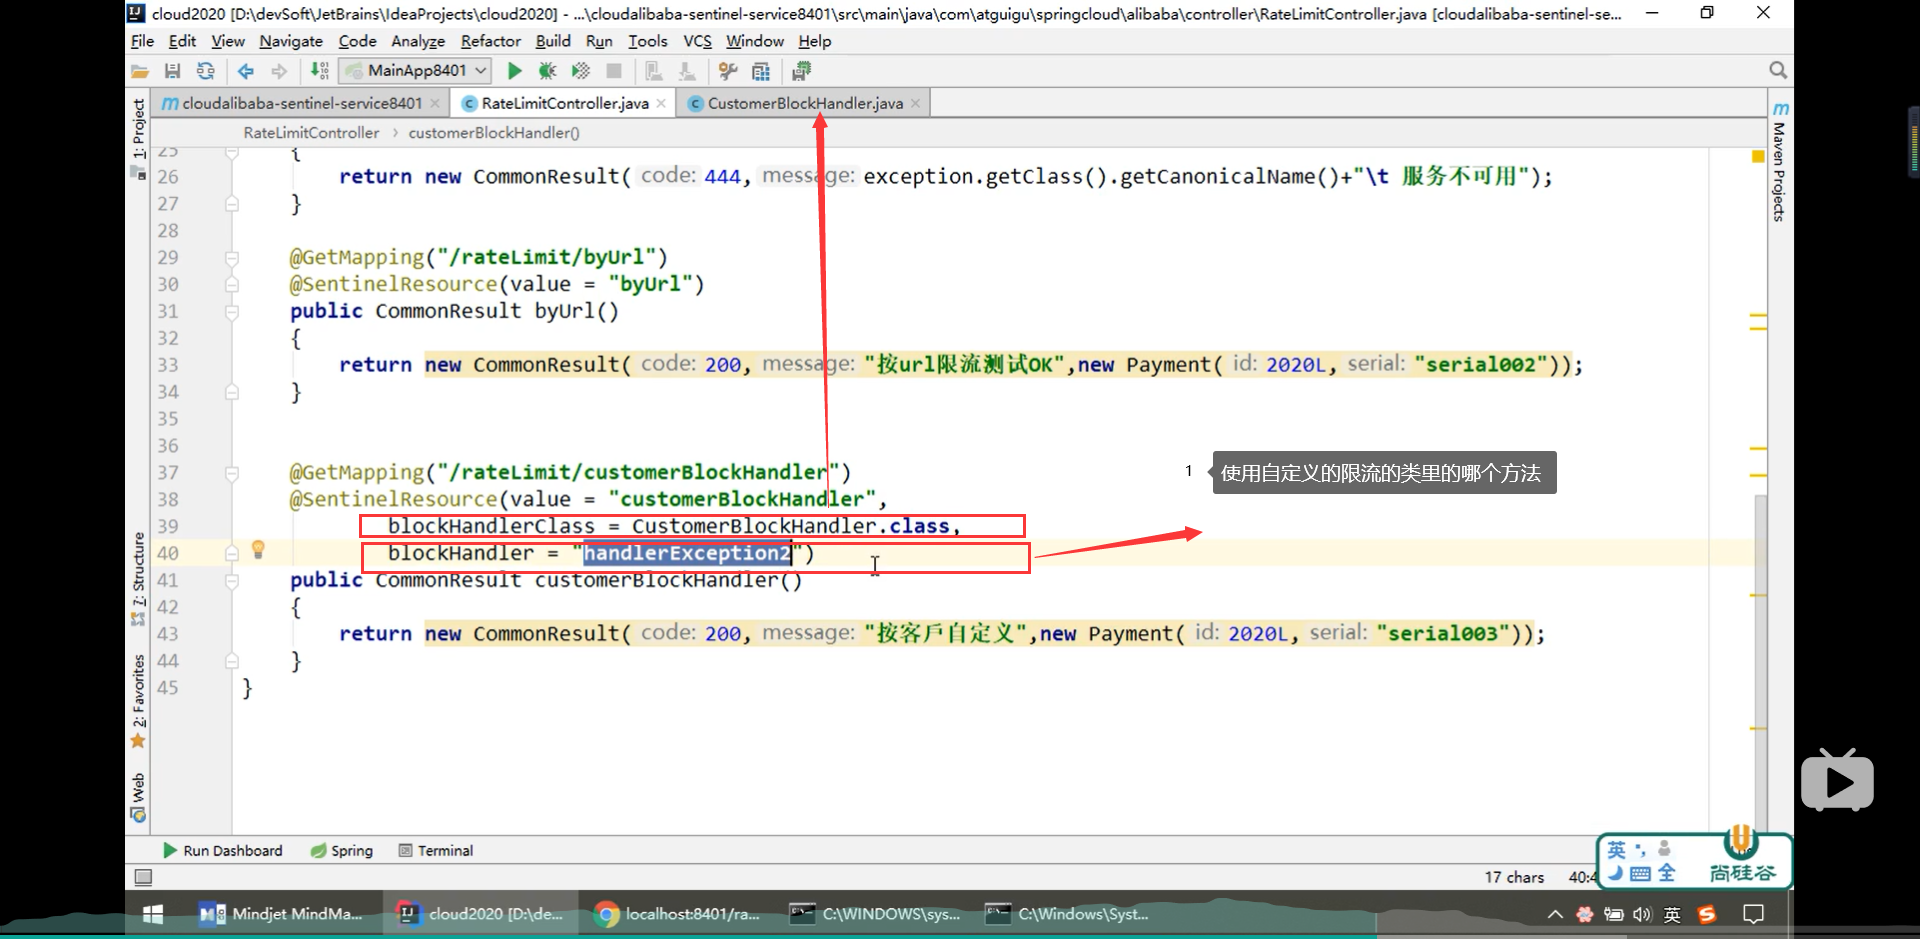 cloud2020 [D:\devSoft\JetBrains\IdeaProjects\cloud2020] - ...\cloudalibaba-sentinel-service8401\src\main\java\com\atguigu\springcloud\alibaba\controller\RateLimitController.java [cloudalibaba-sentinel-se...
File Edit View Navigate Code Analyze Refactor Build Run Tools VCS Window Help
MainApp8401
cloudalibaba-sentinel-service8401 RateLimitController.java CustomerBlockHandler.java
RateLimitController › customerBlockHandler()
1: Project
Maven Projects
7: Structure
2: Favorites
Web
25 {
26 return new CommonResult( code: 444, message: exception.getClass().getCanonicalName()+"\t 服务不可用");
27 }
28
29 @GetMapping("/rateLimit/byUrl")
30 @SentinelResource(value = "byUrl")
31 public CommonResult byUrl()
32 {
33 return new CommonResult( code: 200, message: "按url限流测试OK",new Payment( id: 2020L, serial: "serial002"));
34 }
35
36
37 @GetMapping("/rateLimit/customerBlockHandler")
1 使用自定义的限流的类里的哪个方法
38 @SentinelResource(value = "customerBlockHandler",
39 blockHandlerClass = CustomerBlockHandler.class,
40 blockHandler = "handlerException2")
41 public CommonResult customerBlockHandler()
42 {
43 return new CommonResult( code: 200, message: "按客戶自定义",new Payment( id: 2020L, serial: "serial003"));
44 }
45 }
Run Dashboard Spring Terminal
17 chars 40:4
英
全
尚硅谷
Mindjet MindMa... cloud2020 [D:\de... localhost:8401/ra... C:\WINDOWS\sys... C:\Windows\Syst... 英